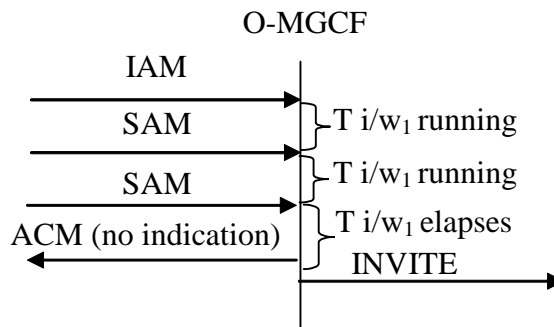 O-MGCF
IAM
T i/w1 running
SAM
T i/w1 running
SAM
T i/w1 elapses
ACM (no indication)
INVITE